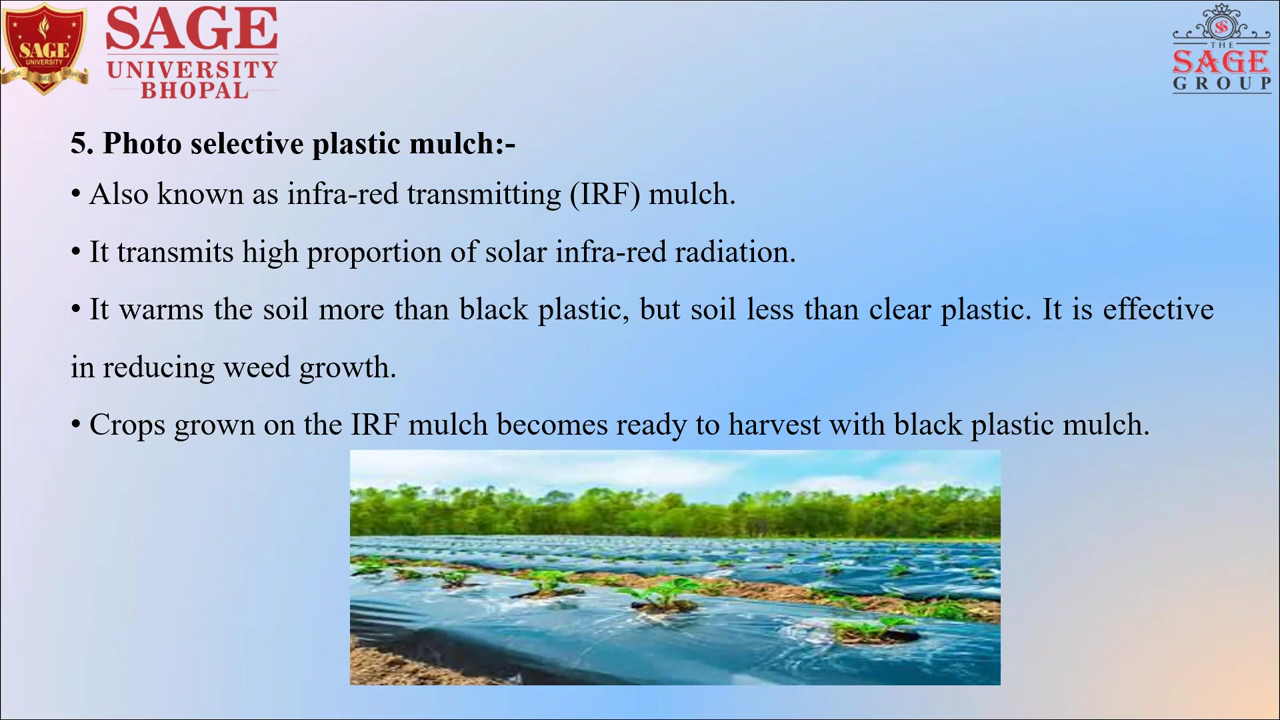 SAGE
UNIVERSITY
SAGE
UNIVERSITY
BHOPAL
THE
SAGE
GROUP
5. Photo selective plastic mulch:-
• Also known as infra-red transmitting (IRF) mulch.
• It transmits high proportion of solar infra-red radiation.
• It warms the soil more than black plastic, but soil less than clear plastic. It is effective
in reducing weed growth.
• Crops grown on the IRF mulch becomes ready to harvest with black plastic mulch.